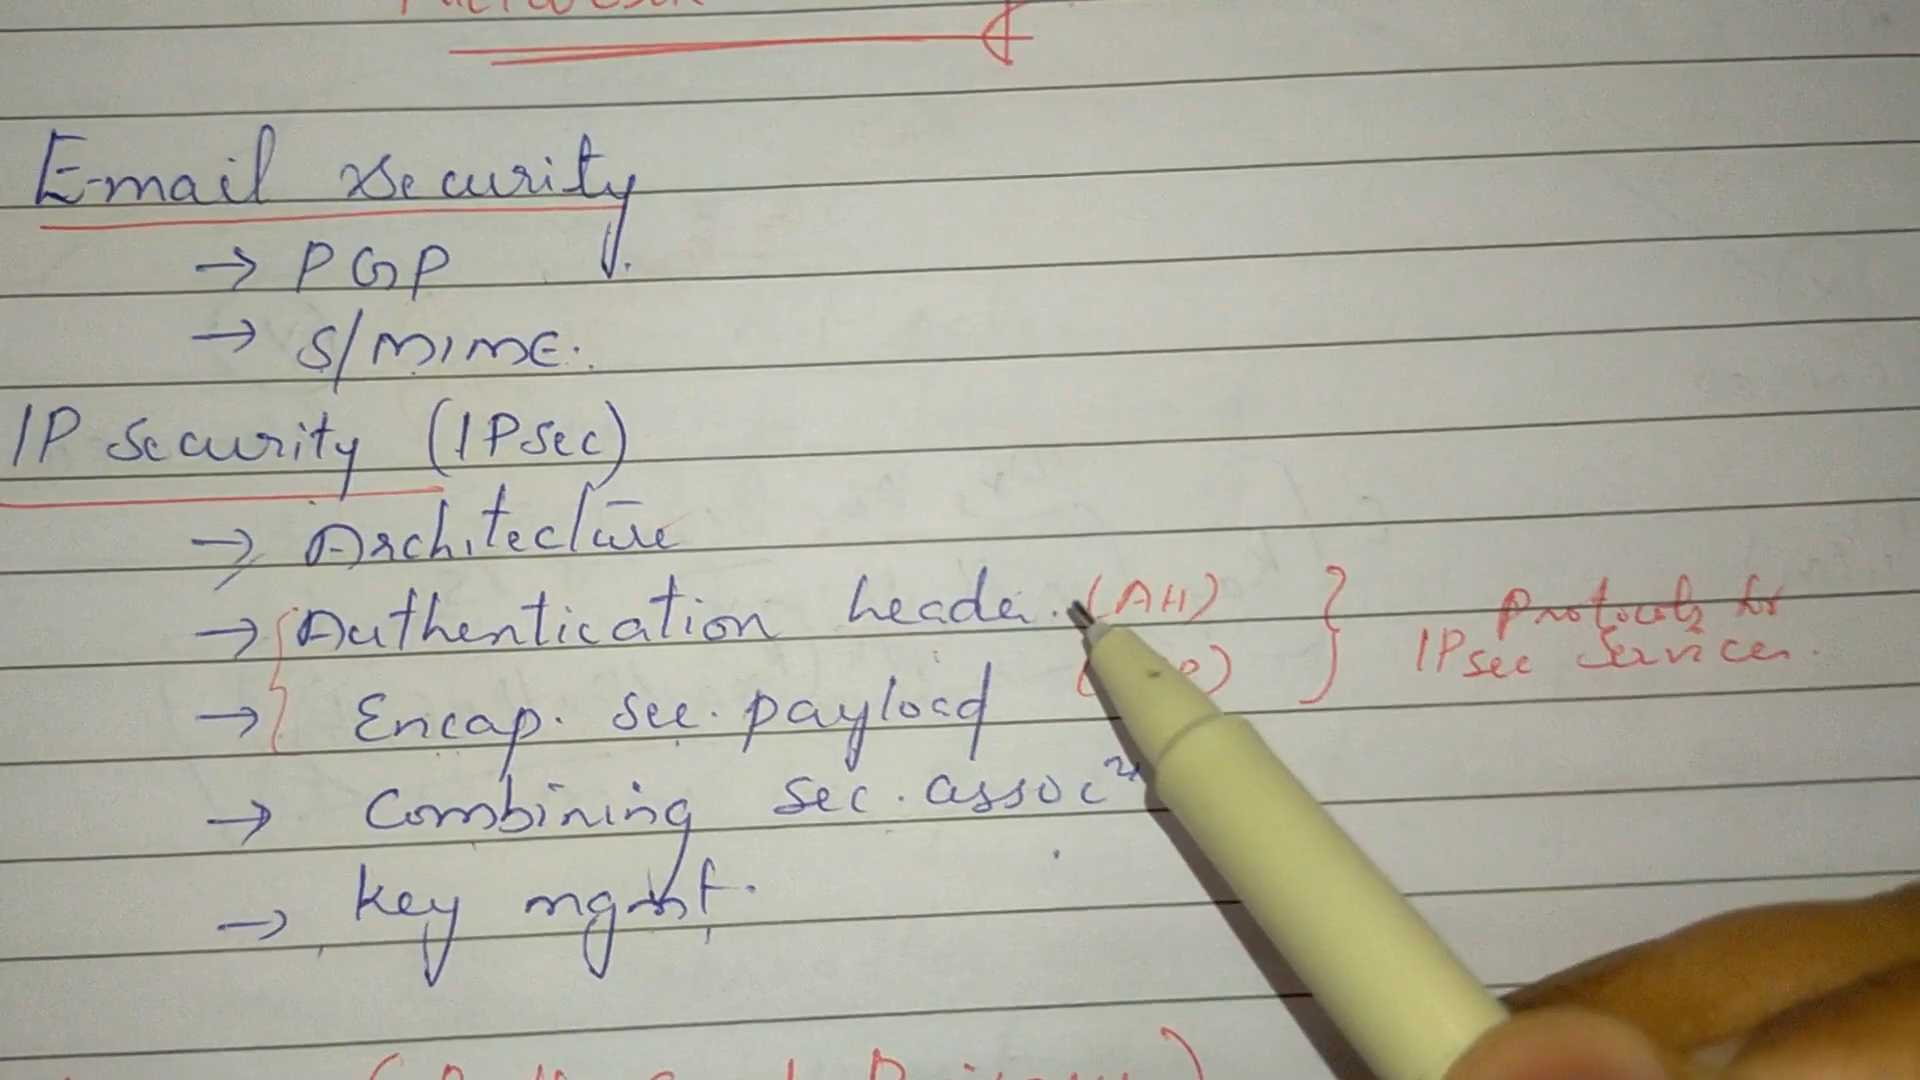 E-mail security
→ PGP
→ S/MIME.
IP security (IPsec)
→ Architecture
→ Authentication header. (AH)
→ Encap. sec. payload
} Protocols for
IPsec services.
→ Combining sec. assocn
→ key mgmt.